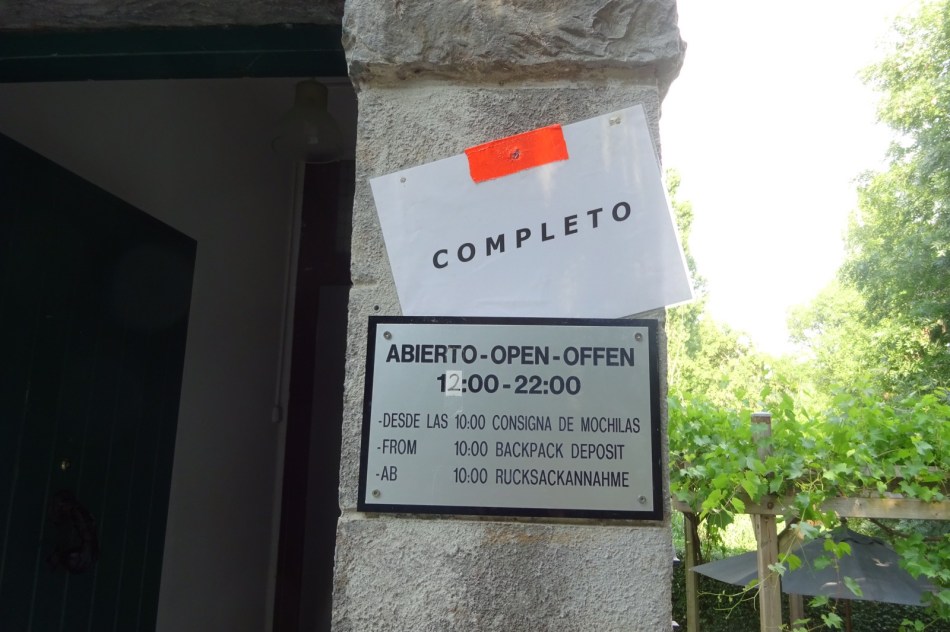 COMPLETO
ABIERTO-OPEN-OFFEN
12:00-22:00
-DESDE LAS 10:00 CONSIGNA DE MOCHILAS
-FROM 10:00 BACKPACK DEPOSIT
-AB 10:00 RUCKSACKANNAHME